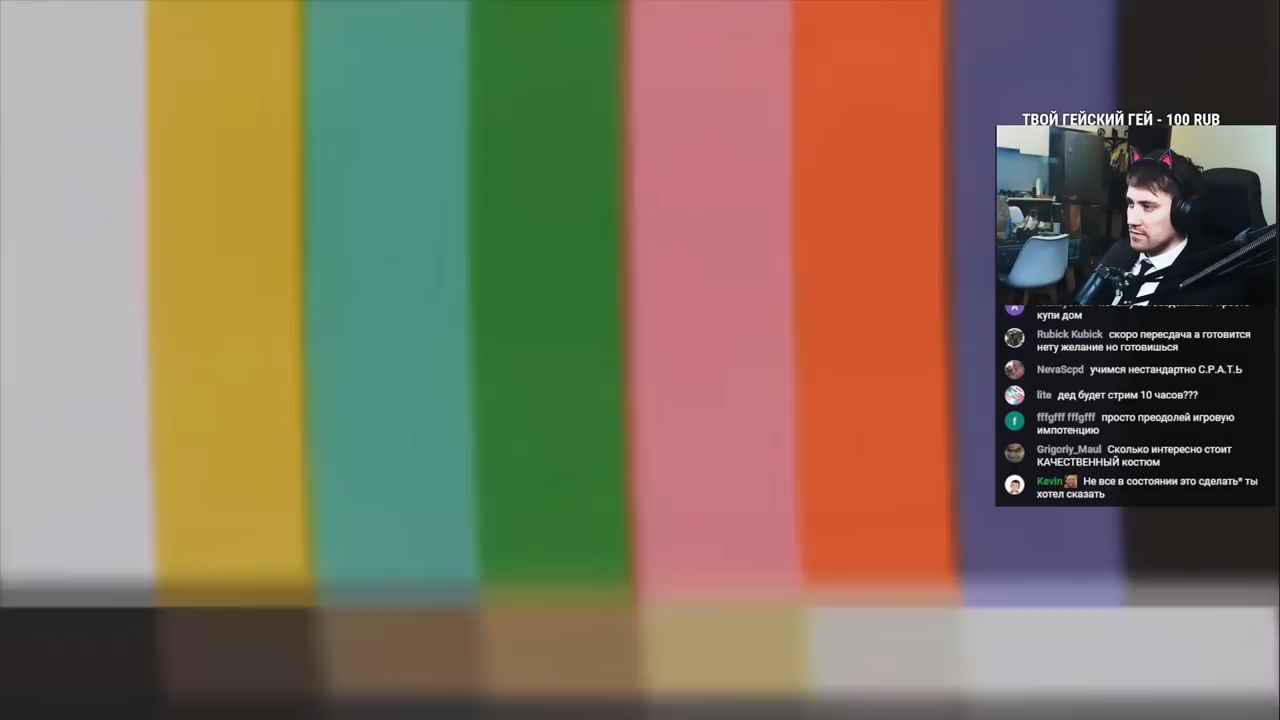 ТВОЙ ГЕЙСКИЙ ГЕЙ - 100 RUB
купи дом
Rubick Kubick скоро пересдача а готовится
нету желание но готовишься
NevaScpd учимся нестандартно С.Р.А.Т.Ь
lite дед будет стрим 10 часов???
f
fffgfff fffgfff просто преодолей игровую
импотенцию
Grigoriy_Maul Сколько интересно стоит
КАЧЕСТВЕННЫЙ костюм
Kevin Не все в состоянии это сделать* ты
хотел сказать